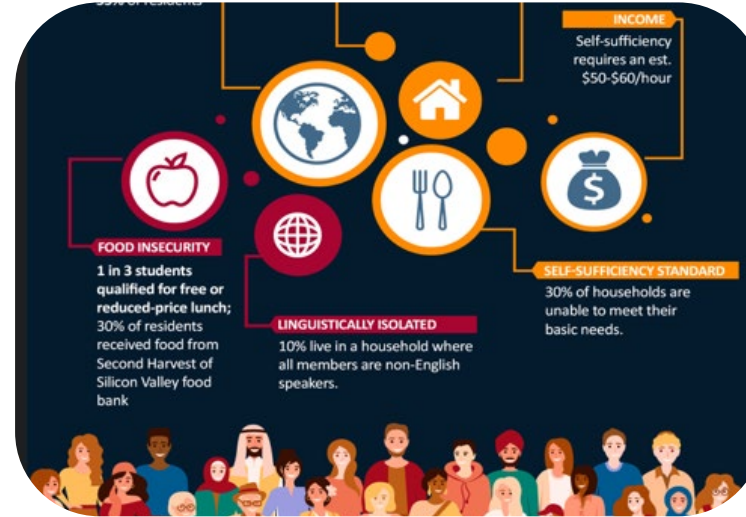 35% of residents
INCOME
Self-sufficiency
requires an est.
$50-$60/hour
FOOD INSECURITY
1 in 3 students
qualified for free or
reduced-price lunch;
30% of residents
received food from
Second Harvest of
Silicon Valley food
bank
LINGUISTICALLY ISOLATED
10% live in a household where
all members are non-English
speakers.
SELF-SUFFICIENCY STANDARD
30% of households are
unable to meet their
basic needs.
$